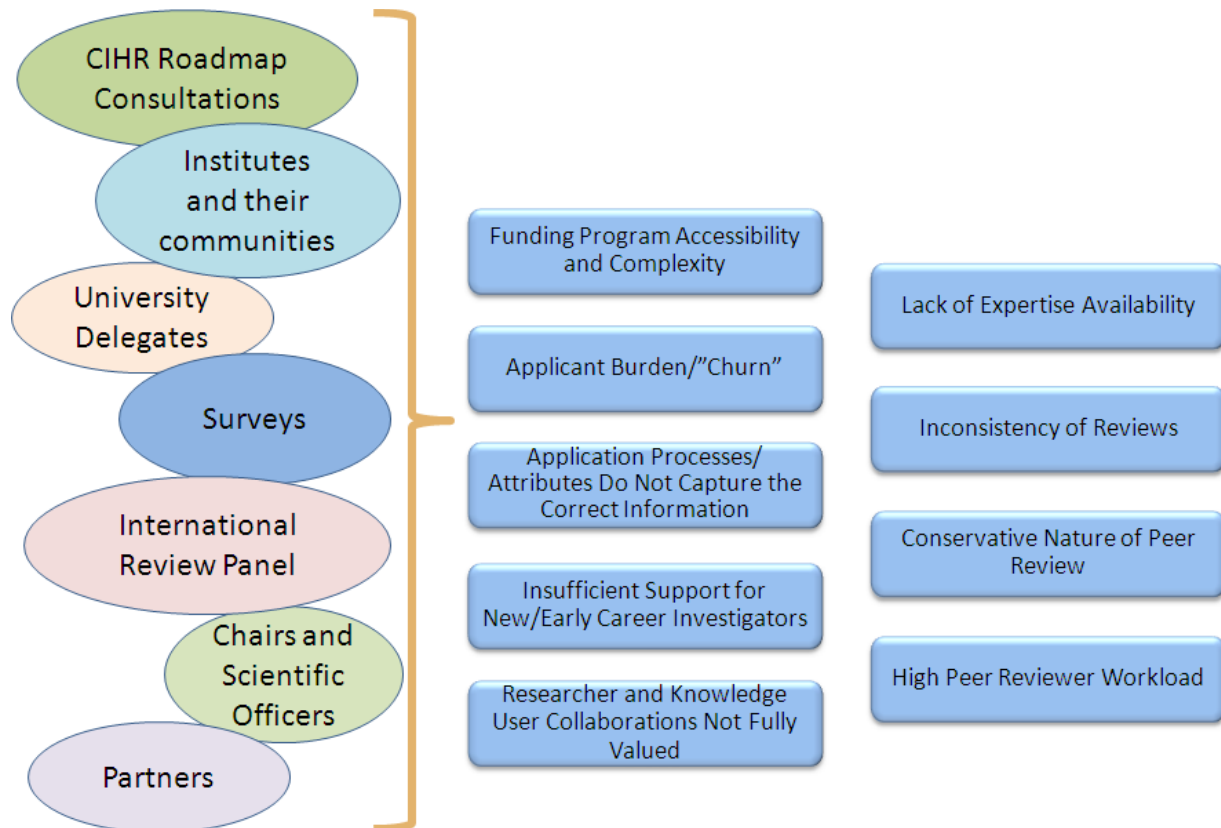 CIHR Roadmap
Consultations
Institutes
and their
communities
University
Delegates
Surveys
International
Review Panel
Chairs and
Scientific
Officers
Partners
Funding Program Accessibility
and Complexity
Applicant Burden/”Churn”
Application Processes/
Attributes Do Not Capture the
Correct Information
Insufficient Support for
New/Early Career Investigators
Researcher and Knowledge
User Collaborations Not Fully
Valued
Lack of Expertise Availability
Inconsistency of Reviews
Conservative Nature of Peer
Review
High Peer Reviewer Workload